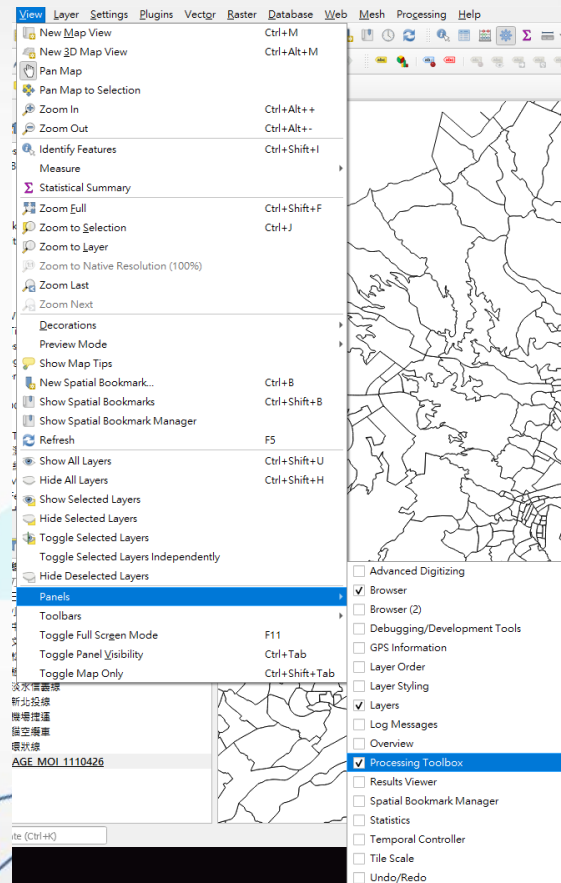 View Layer Settings Plugins Vector Raster Database Web Mesh Processing Help
New Map View Ctrl+M
New 3D Map View Ctrl+Alt+M
Pan Map
Pan Map to Selection
Zoom In Ctrl+Alt++
Zoom Out Ctrl+Alt+-
Identify Features Ctrl+Shift+I
Measure
Statistical Summary
Zoom Full Ctrl+Shift+F
Zoom to Selection Ctrl+J
Zoom to Layer
Zoom to Native Resolution (100%)
Zoom Last
Zoom Next
Decorations
Preview Mode
Show Map Tips
New Spatial Bookmark... Ctrl+B
Show Spatial Bookmarks Ctrl+Shift+B
Show Spatial Bookmark Manager
Refresh F5
Show All Layers Ctrl+Shift+U
Hide All Layers Ctrl+Shift+H
Show Selected Layers
Hide Selected Layers
Toggle Selected Layers
Toggle Selected Layers Independently
Hide Deselected Layers
Panels
Toolbars
Toggle Full Screen Mode F11
Toggle Panel Visibility Ctrl+Tab
Toggle Map Only Ctrl+Shift+Tab
Advanced Digitizing
Browser
Browser (2)
Debugging/Development Tools
GPS Information
Layer Order
Layer Styling
Layers
Log Messages
Overview
Processing Toolbox
Results Viewer
Spatial Bookmark Manager
Statistics
Temporal Controller
Tile Scale
Undo/Redo
淡水信義線
新北投線
機場捷運
貓空纜車
環狀線
AGE_MOI_1110426
(Ctrl+K)